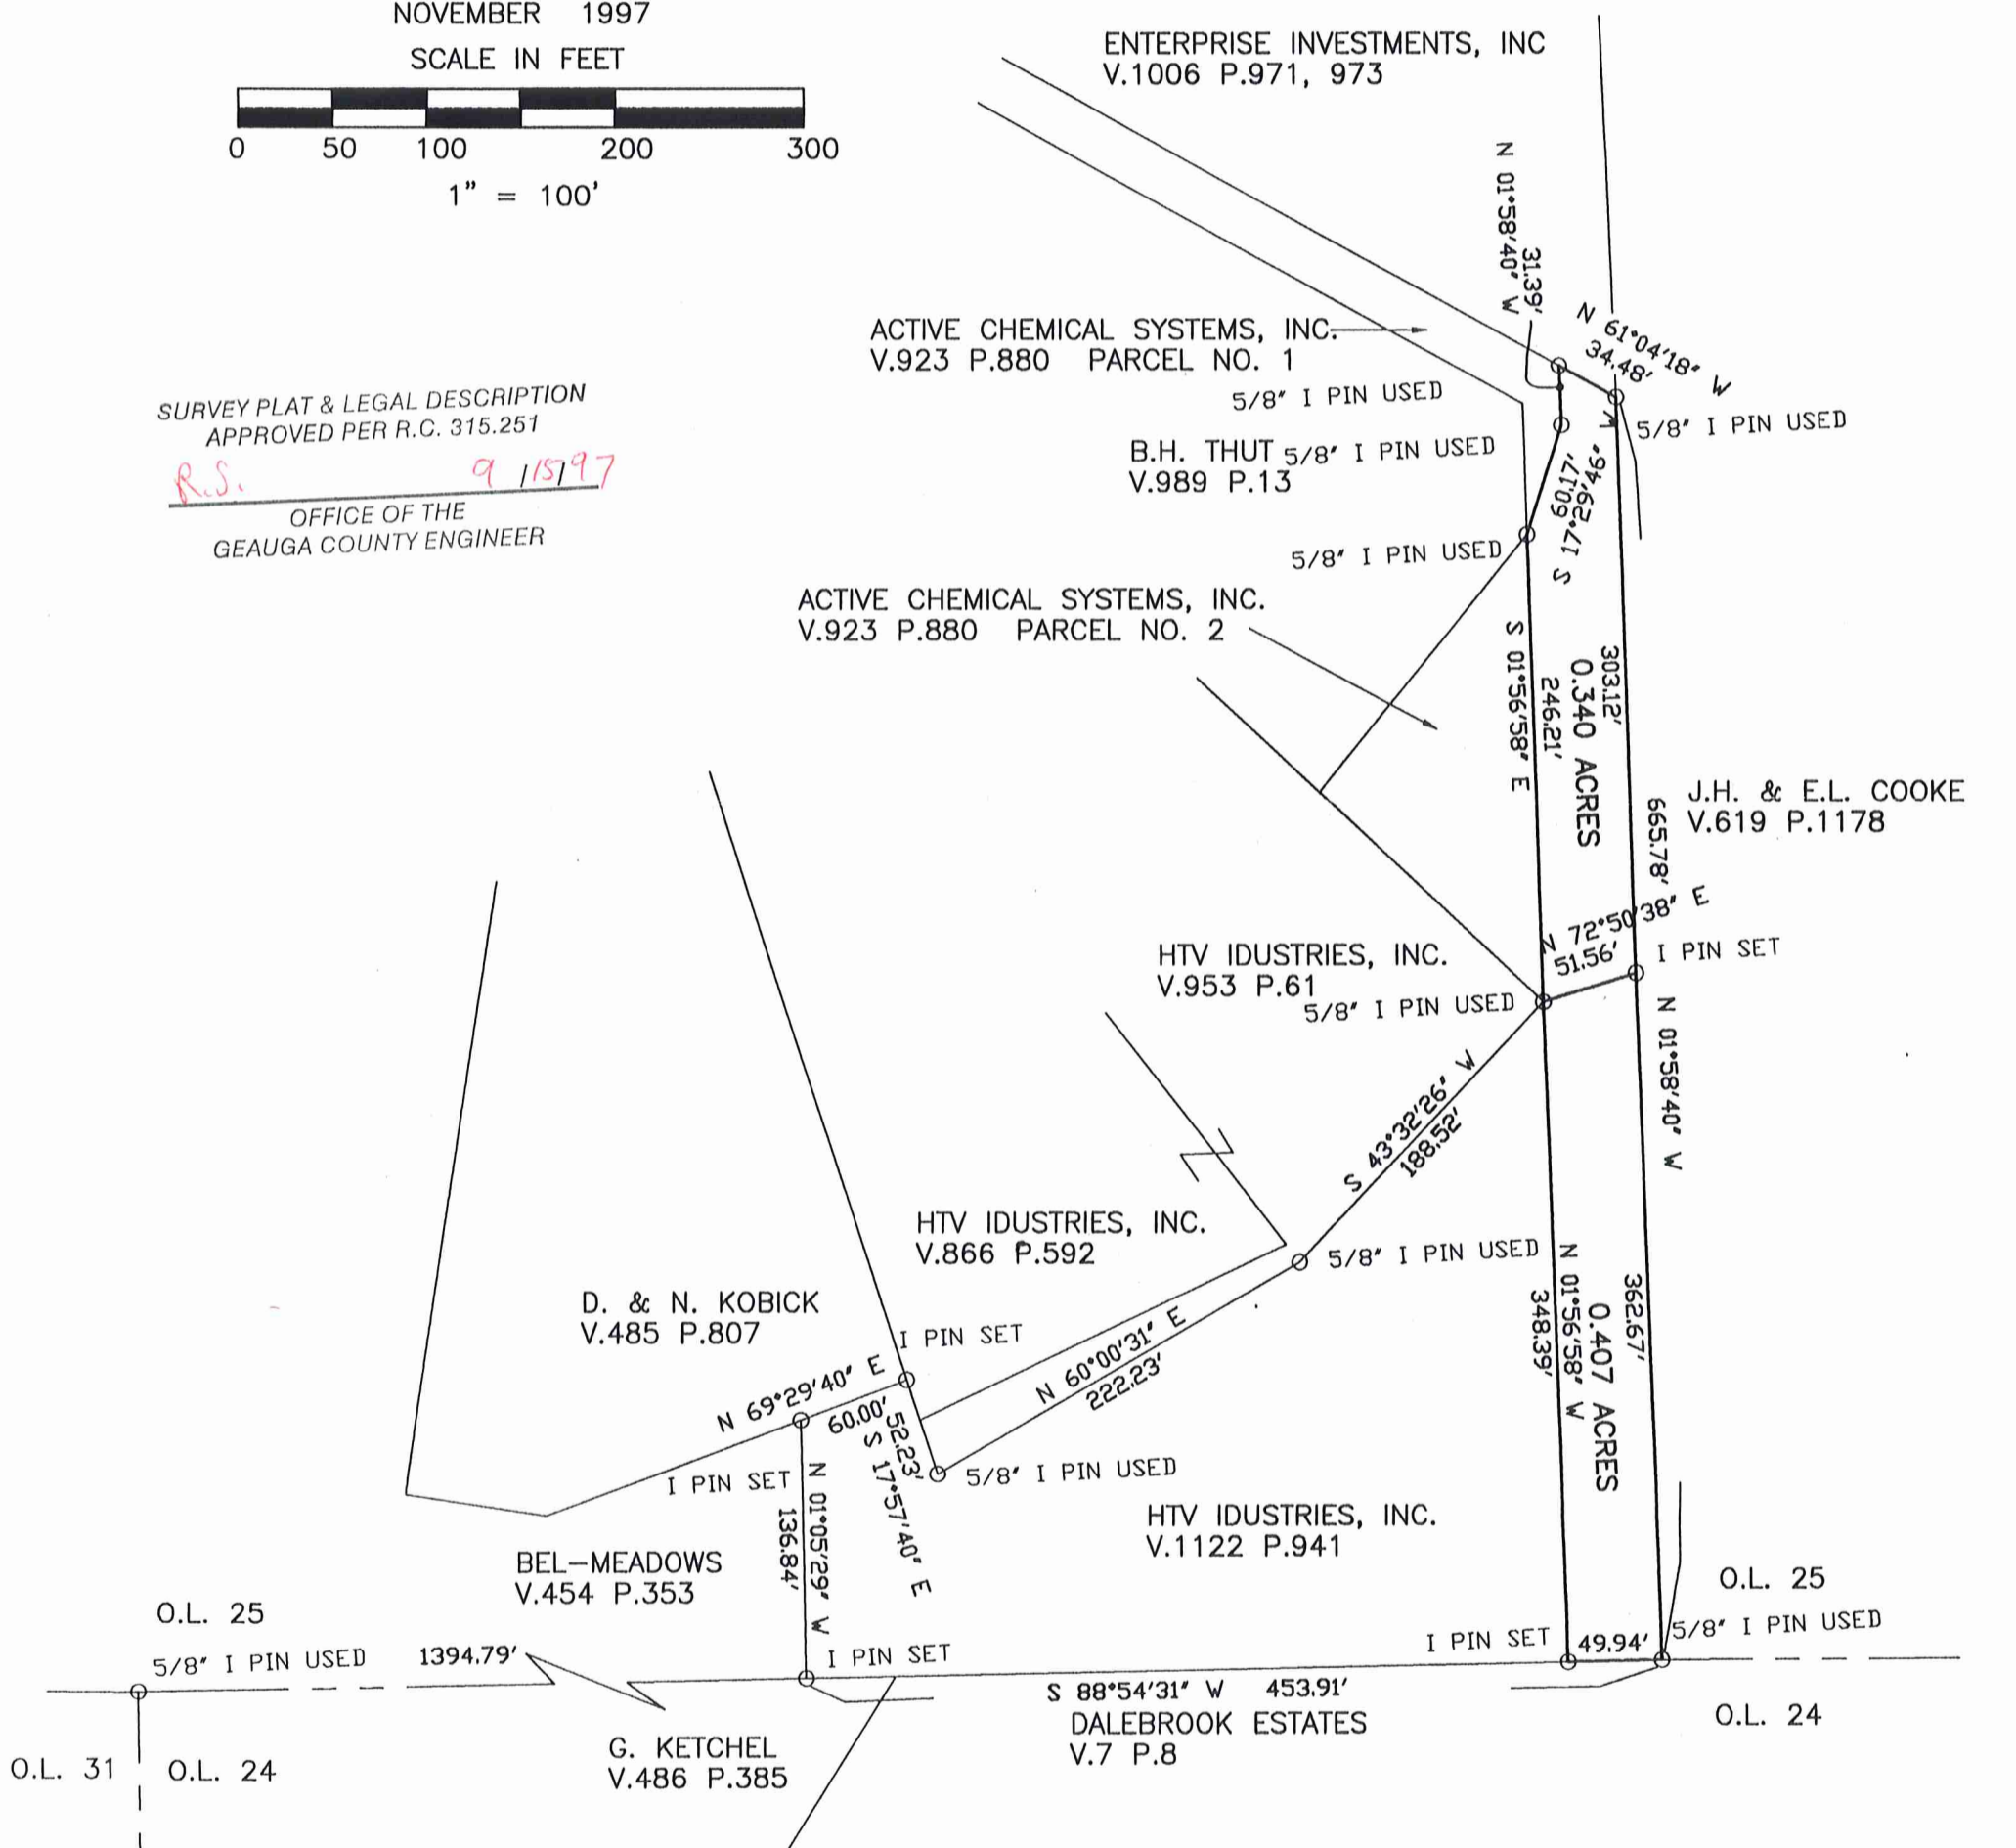 NOVEMBER 1997
SCALE IN FEET
0 50 100 200 300
1" = 100'
ENTERPRISE INVESTMENTS, INC
V.1006 P.971, 973
N 01°58'40" W
31.39'
N 61°04'18" W
34.48'
ACTIVE CHEMICAL SYSTEMS, INC.
V.923 P.880 PARCEL NO. 1
5/8" I PIN USED
5/8" I PIN USED
SURVEY PLAT & LEGAL DESCRIPTION
APPROVED PER R.C. 315.251
R.S. 9/15/97
OFFICE OF THE
GEAUGA COUNTY ENGINEER
B.H. THUT
V.989 P.13
5/8" I PIN USED
60.17'
S 17°29'46" W
5/8" I PIN USED
ACTIVE CHEMICAL SYSTEMS, INC.
V.923 P.880 PARCEL NO. 2
S 01°56'58" E
246.21'
0.340 ACRES
303.12'
665.78'
J.H. & E.L. COOKE
V.619 P.1178
N 72°50'38" E
51.56'
I PIN SET
HTV IDUSTRIES, INC.
V.953 P.61
5/8" I PIN USED
N 01°58'40" W
S 43°32'26" W
188.52'
HTV IDUSTRIES, INC.
V.866 P.592
5/8" I PIN USED
N 01°56'58" W
348.39'
0.407 ACRES
362.67'
D. & N. KOBICK
V.485 P.807
I PIN SET
N 69°29'40" E
60.00'
52.23'
S 17°57'40" E
N 60°00'31" E
222.23'
I PIN SET
5/8" I PIN USED
N 01°05'29" W
136.84'
HTV IDUSTRIES, INC.
V.1122 P.941
BEL-MEADOWS
V.454 P.353
O.L. 25
O.L. 25
5/8" I PIN USED
1394.79'
I PIN SET
I PIN SET
49.94'
5/8" I PIN USED
S 88°54'31" W 453.91'
DALEBROOK ESTATES
V.7 P.8
O.L. 24
G. KETCHEL
V.486 P.385
O.L. 31
O.L. 24